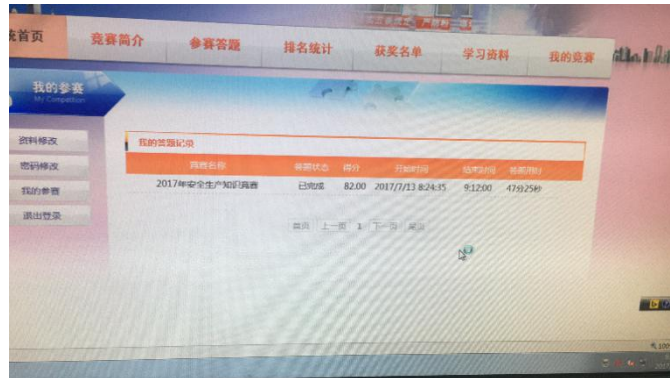 统首页 竞赛简介 参赛答题 排名统计 获奖名单 学习资料 我的竞赛
我的参赛
My Competition
资料修改
密码修改
我的参赛
退出登录
我的答题记录
竞赛名称 答题状态 得分 开始时间 结束时间 答题用时
2017年安全生产知识竞赛 已完成 82.00 2017/7/13 8:24:35 9:12:00 47分25秒
首页 上一页 1 下一页 尾页